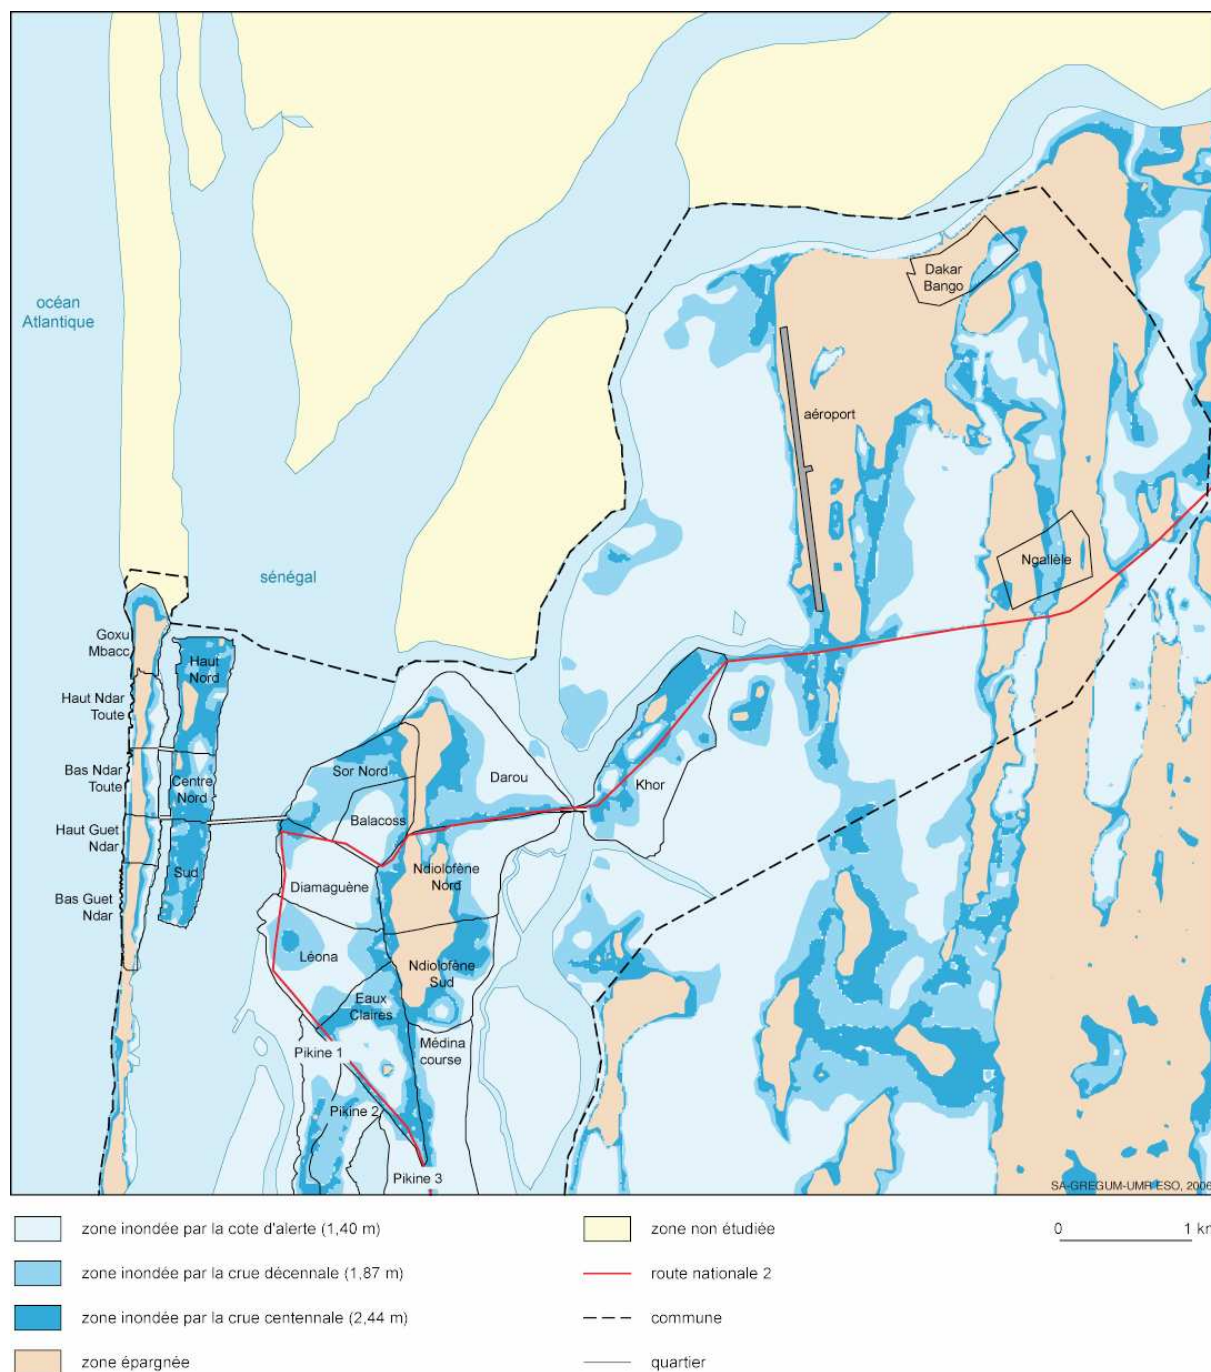 Dakar
Bango
océan
Atlantique
aéroport
Ngallèle
sénégal
Goxu
Mbacc
Haut
Nord
Haut Ndar
Toute
Bas Ndar
Toute
Centre
Nord
Sor Nord
Darou
Khor
Balacoss
Haut Guet
Ndar
Sud
Ndiolofène
Nord
Diamaguène
Bas Guet
Ndar
Léona
Ndiolofène
Sud
Eaux
Claires
Médina
course
Pikine 1
Pikine 2
Pikine 3
SA-GREGUM-UMR ESO, 2006
zone inondée par la cote d'alerte (1,40 m)
zone inondée par la crue décennale (1,87 m)
zone inondée par la crue centennale (2,44 m)
zone épargnée
zone non étudiée
route nationale 2
commune
quartier
0 1 km